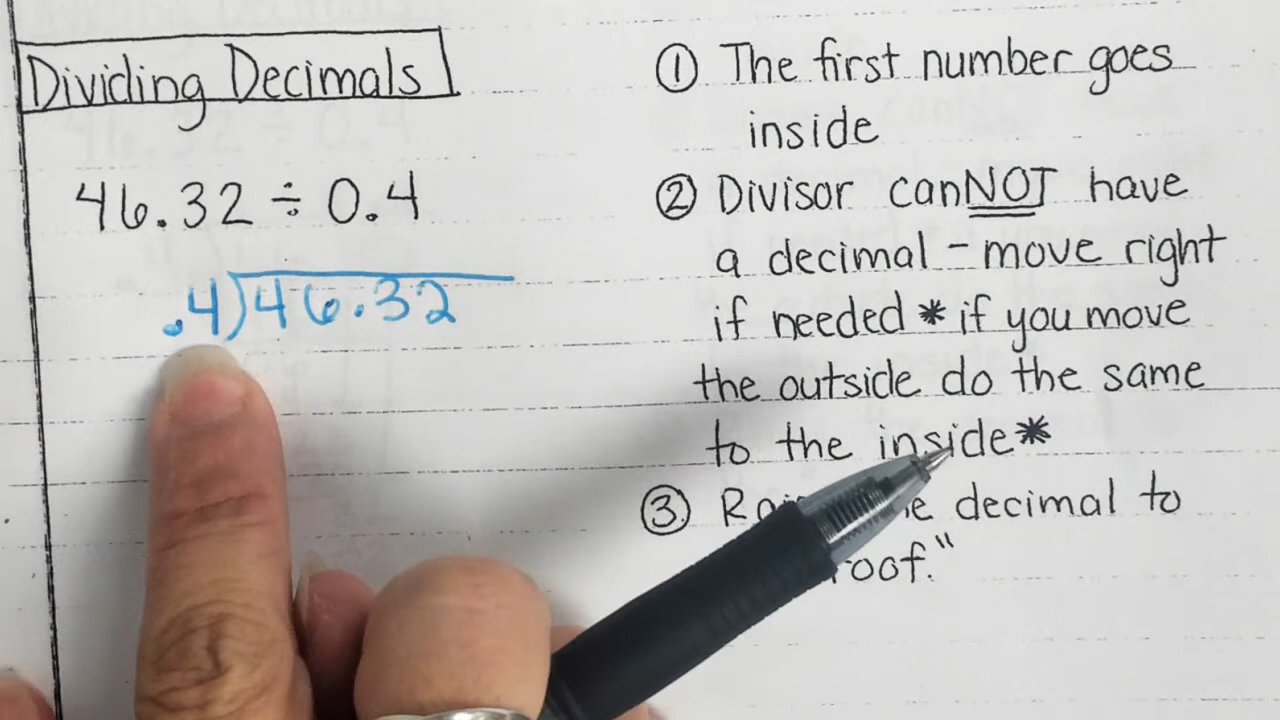 Dividing Decimals
46.32 ÷ 0.4
.4)46.32
① The first number goes
inside
② Divisor canNOT have
a decimal - move right
if needed * if you move
the outside do the same
to the inside*
③ decimal to
roof."